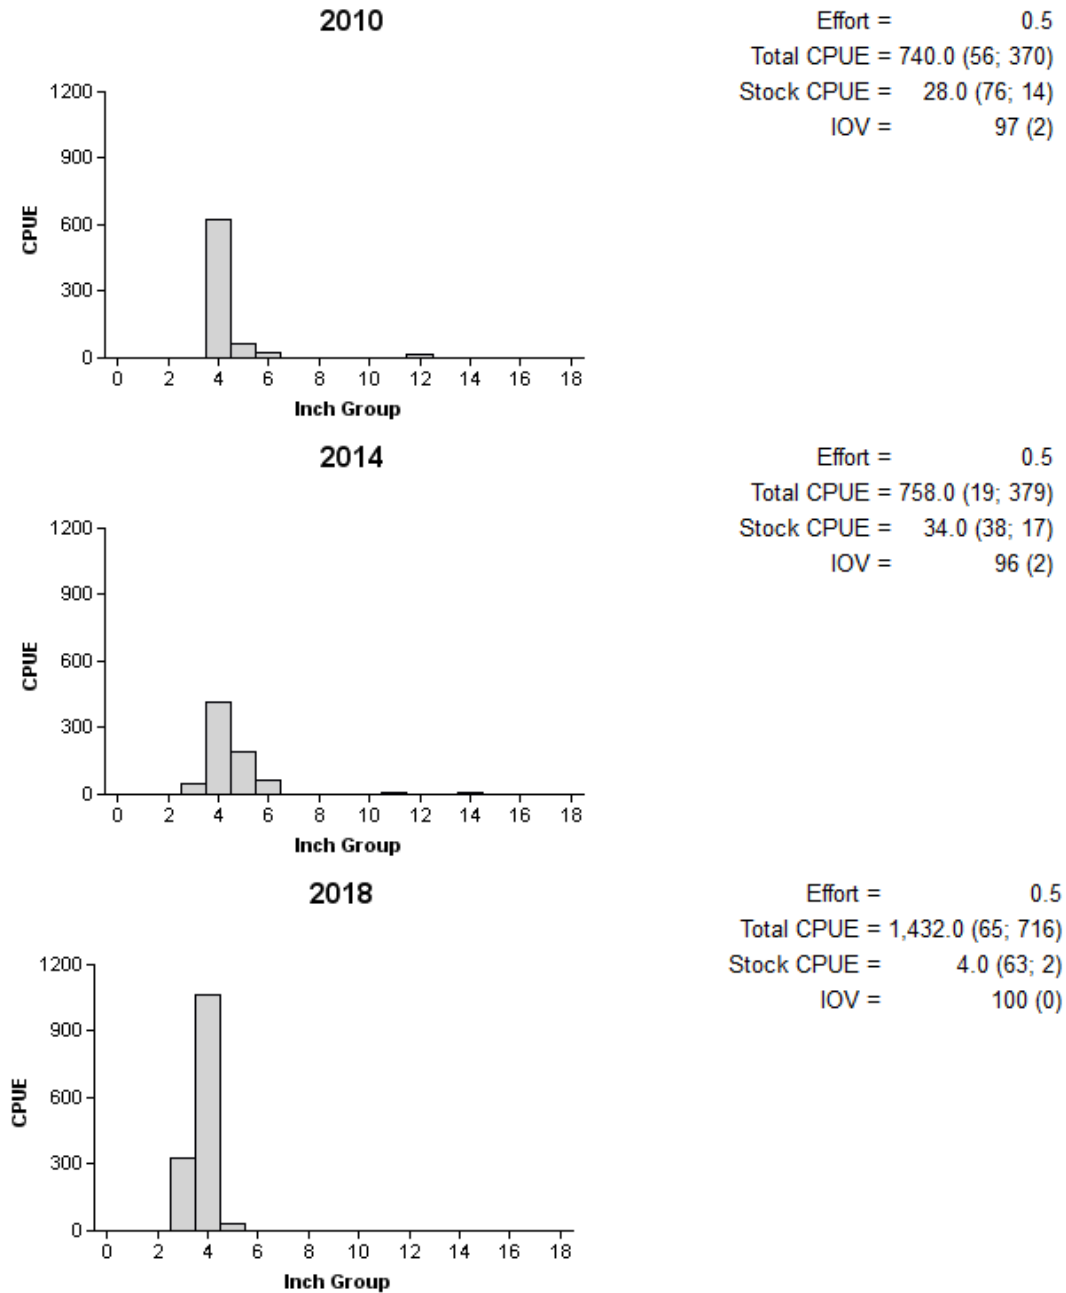 2010
Effort = 0.5
Total CPUE = 740.0 (56; 370)
Stock CPUE = 28.0 (76; 14)
IOV = 97 (2)
1200
900
600
300
0
CPUE
0 2 4 6 8 10 12 14 16 18
Inch Group
2014
Effort = 0.5
Total CPUE = 758.0 (19; 379)
Stock CPUE = 34.0 (38; 17)
IOV = 96 (2)
1200
900
600
300
0
CPUE
0 2 4 6 8 10 12 14 16 18
Inch Group
2018
Effort = 0.5
Total CPUE = 1,432.0 (65; 716)
Stock CPUE = 4.0 (63; 2)
IOV = 100 (0)
1200
900
600
300
0
CPUE
0 2 4 6 8 10 12 14 16 18
Inch Group